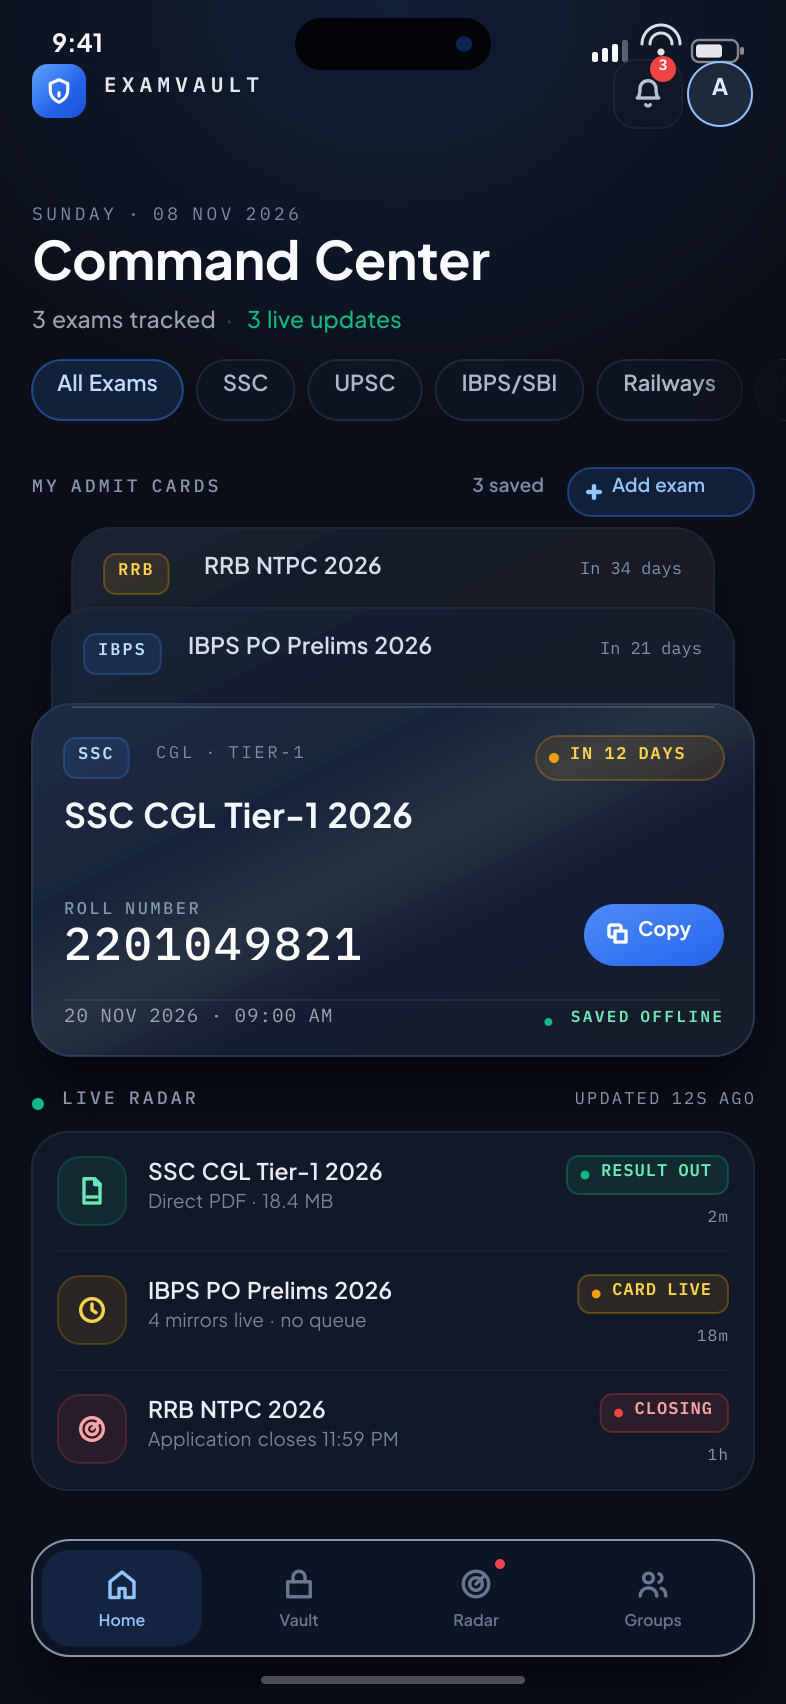 9:41
EXAMVAULT
3
A
SUNDAY · 08 NOV 2026
Command Center
3 exams tracked · 3 live updates
All Exams SSC UPSC IBPS/SBI Railways
MY ADMIT CARDS 3 saved Add exam
RRB RRB NTPC 2026 In 34 days
IBPS IBPS PO Prelims 2026 In 21 days
SSC CGL · TIER-1 IN 12 DAYS
SSC CGL Tier-1 2026
ROLL NUMBER
2201049821 Copy
20 NOV 2026 · 09:00 AM SAVED OFFLINE
LIVE RADAR UPDATED 12S AGO
SSC CGL Tier-1 2026 RESULT OUT
Direct PDF · 18.4 MB 2m
IBPS PO Prelims 2026 CARD LIVE
4 mirrors live · no queue 18m
RRB NTPC 2026 CLOSING
Application closes 11:59 PM 1h
Home Vault Radar Groups